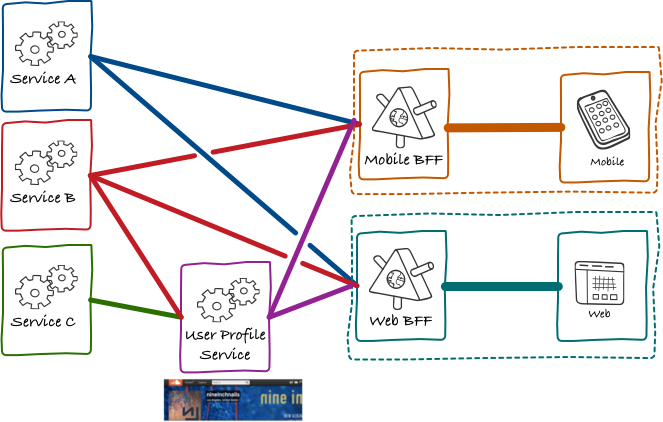 Service A
Service B
Service C
User Profile
Service
Mobile BFF
Mobile
Web BFF
Web
nineinchnails
nine in